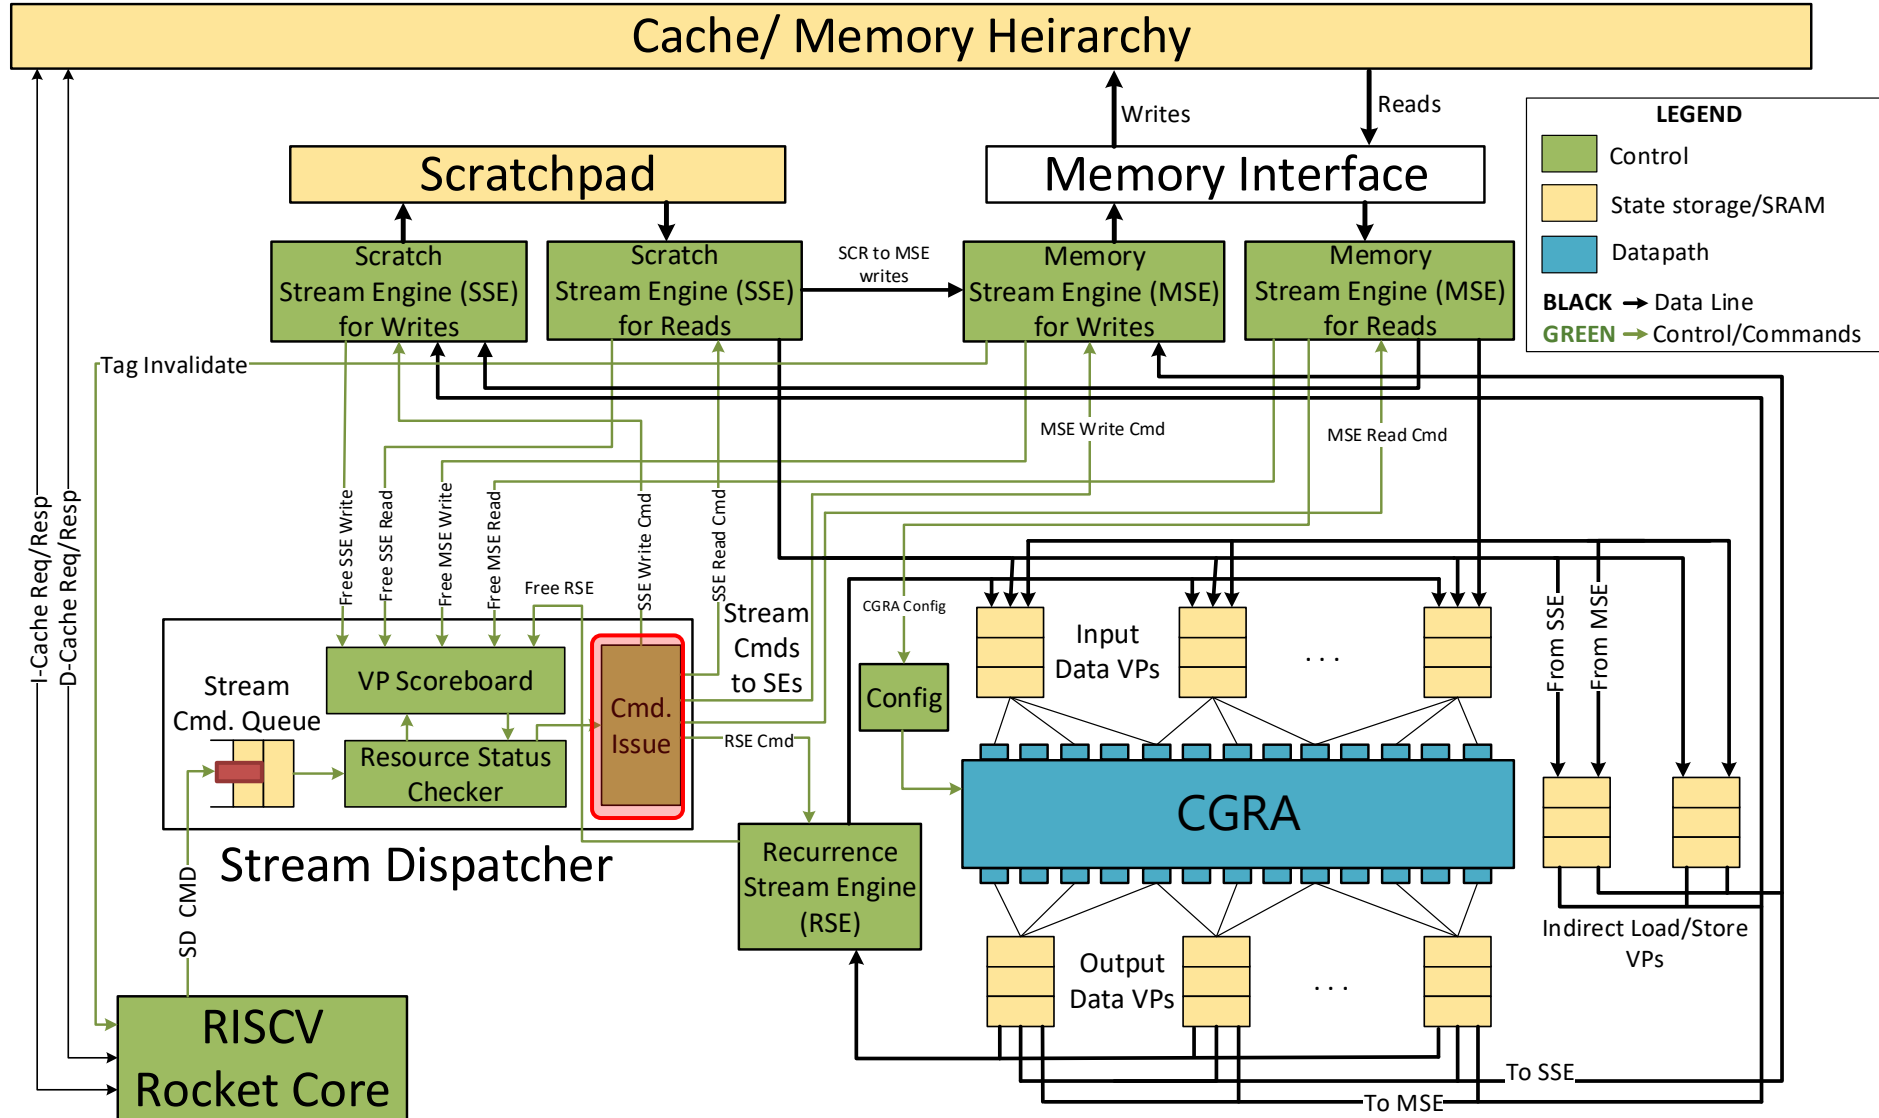 Cache/ Memory Heirarchy
Writes
Reads
LEGEND
Control
State storage/SRAM
Datapath
BLACK → Data Line
GREEN → Control/Commands
Scratchpad
Memory Interface
Scratch
Stream Engine (SSE)
for Writes
Scratch
Stream Engine (SSE)
for Reads
SCR to MSE
writes
Memory
Stream Engine (MSE)
for Writes
Memory
Stream Engine (MSE)
for Reads
Tag Invalidate
MSE Write Cmd
MSE Read Cmd
I-Cache Req/Resp
D-Cache Req/Resp
Free SSE Write
Free SSE Read
Free MSE Write
Free MSE Read
Free RSE
SSE Write Cmd
SSE Read Cmd
Stream
Cmds
to SEs
CGRA Config
VP Scoreboard
Stream
Cmd. Queue
Resource Status
Checker
Cmd.
Issue
RSE Cmd
Config
Input
Data VPs
. . .
From SSE
From MSE
CGRA
Stream Dispatcher
SD CMD
Recurrence
Stream Engine
(RSE)
Indirect Load/Store
VPs
Output
Data VPs
. . .
To SSE
To MSE
RISCV
Rocket Core